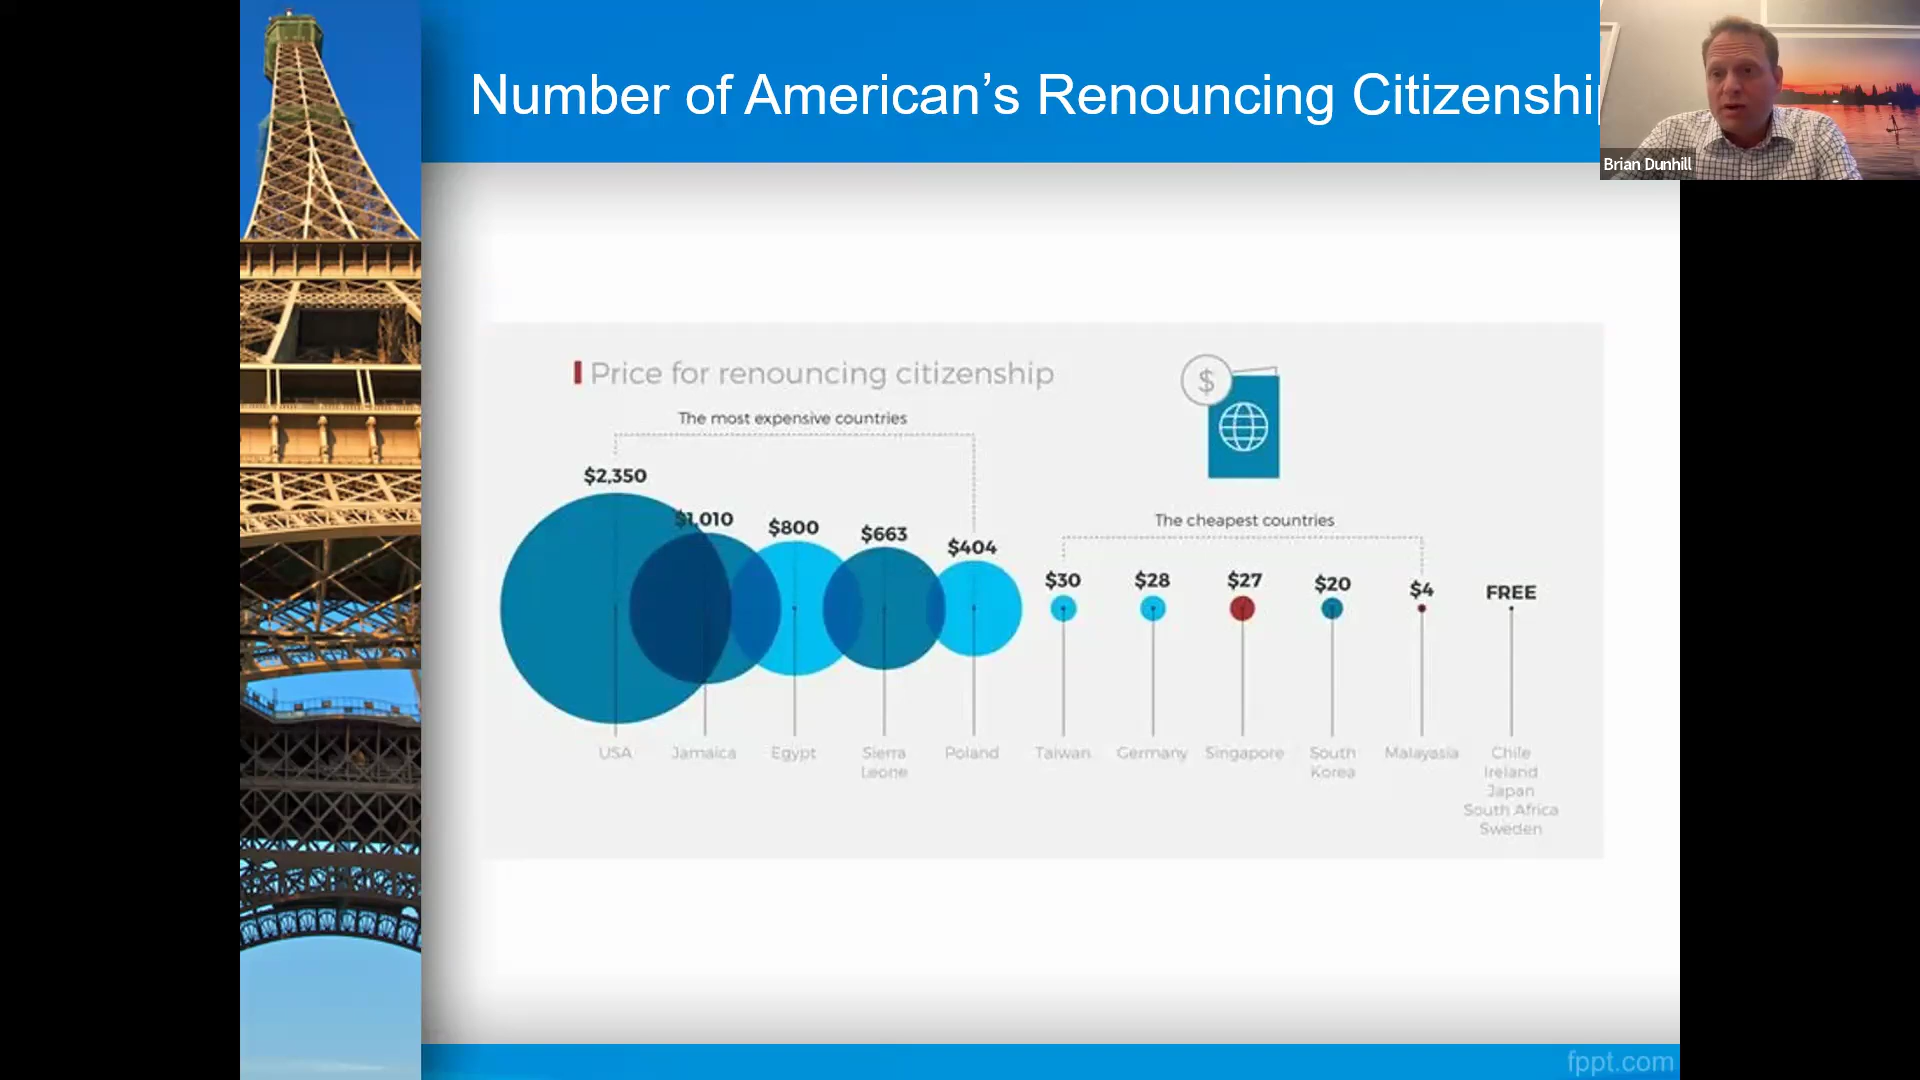 Number of American’s Renouncing Citizenshi
Brian Dunhill
Price for renouncing citizenship
$
The most expensive countries
$2,350
$1,010
$800
$663
$404
The cheapest countries
$30
$28
$27
$20
$4
FREE
USA
Jamaica
Egypt
Sierra
Leone
Poland
Taiwan
Germany
Singapore
South
Korea
Malayasia
Chile
Ireland
Japan
South Africa
Sweden
fppt.com